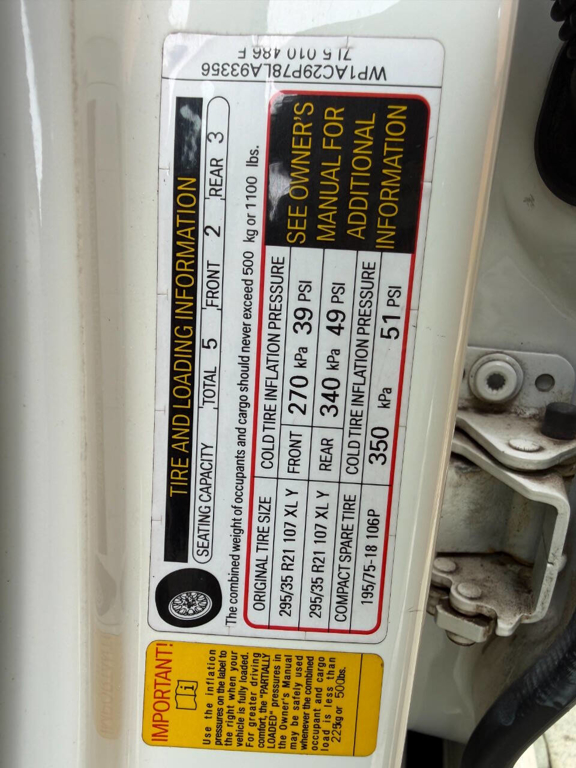 WP1AC29P78LA93356
7L5 010 486 F
TIRE AND LOADING INFORMATION
SEATING CAPACITY TOTAL 5 FRONT 2 REAR 3
The combined weight of occupants and cargo should never exceed 500 kg or 1100 lbs.
ORIGINAL TIRE SIZE COLD TIRE INFLATION PRESSURE
295/35 R21 107 XL Y FRONT 270 kPa 39 PSI
295/35 R21 107 XL Y REAR 340 kPa 49 PSI
COMPACT SPARE TIRE COLD TIRE INFLATION PRESSURE
195/75-18 106P 350 kPa 51 PSI
SEE OWNER'S
MANUAL FOR
ADDITIONAL
INFORMATION
IMPORTANT!
Use the inflation
pressures on the label to
the right when your
vehicle is fully loaded.
For greater driving
comfort, the "PARTIALLY
LOADED" pressures in
the Owner's Manual
may be safely used
whenever the combined
occupant and cargo
load is less than
225kg or 500lbs.